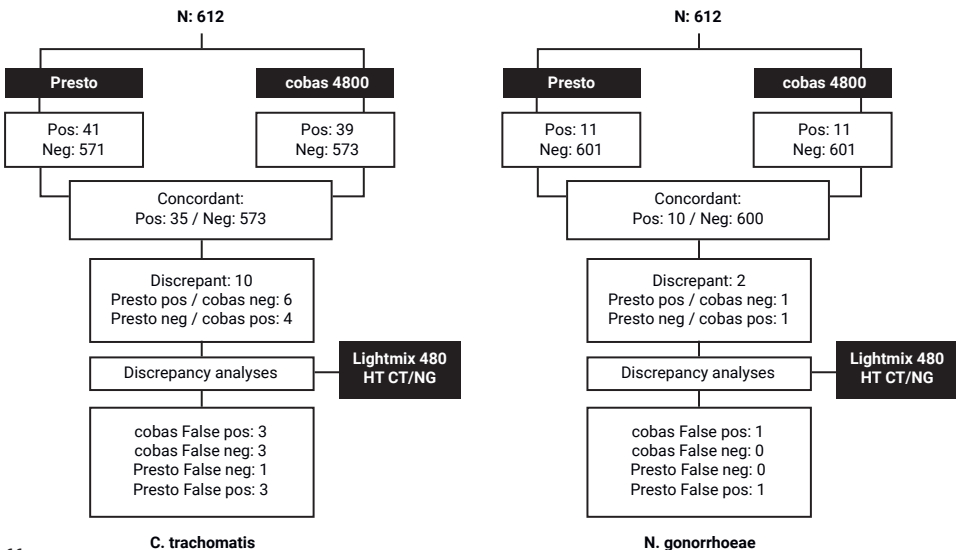 N: 612
Presto
cobas 4800
Pos: 41
Neg: 571
Pos: 39
Neg: 573
Concordant:
Pos: 35 / Neg: 573
Discrepant: 10
Presto pos / cobas neg: 6
Presto neg / cobas pos: 4
Discrepancy analyses
Lightmix 480
HT CT/NG
cobas False pos: 3
cobas False neg: 3
Presto False neg: 1
Presto False pos: 3
C. trachomatis
N: 612
Presto
cobas 4800
Pos: 11
Neg: 601
Pos: 11
Neg: 601
Concordant:
Pos: 10 / Neg: 600
Discrepant: 2
Presto pos / cobas neg: 1
Presto neg / cobas pos: 1
Discrepancy analyses
Lightmix 480
HT CT/NG
cobas False pos: 1
cobas False neg: 0
Presto False neg: 0
Presto False pos: 1
N. gonorrhoeae